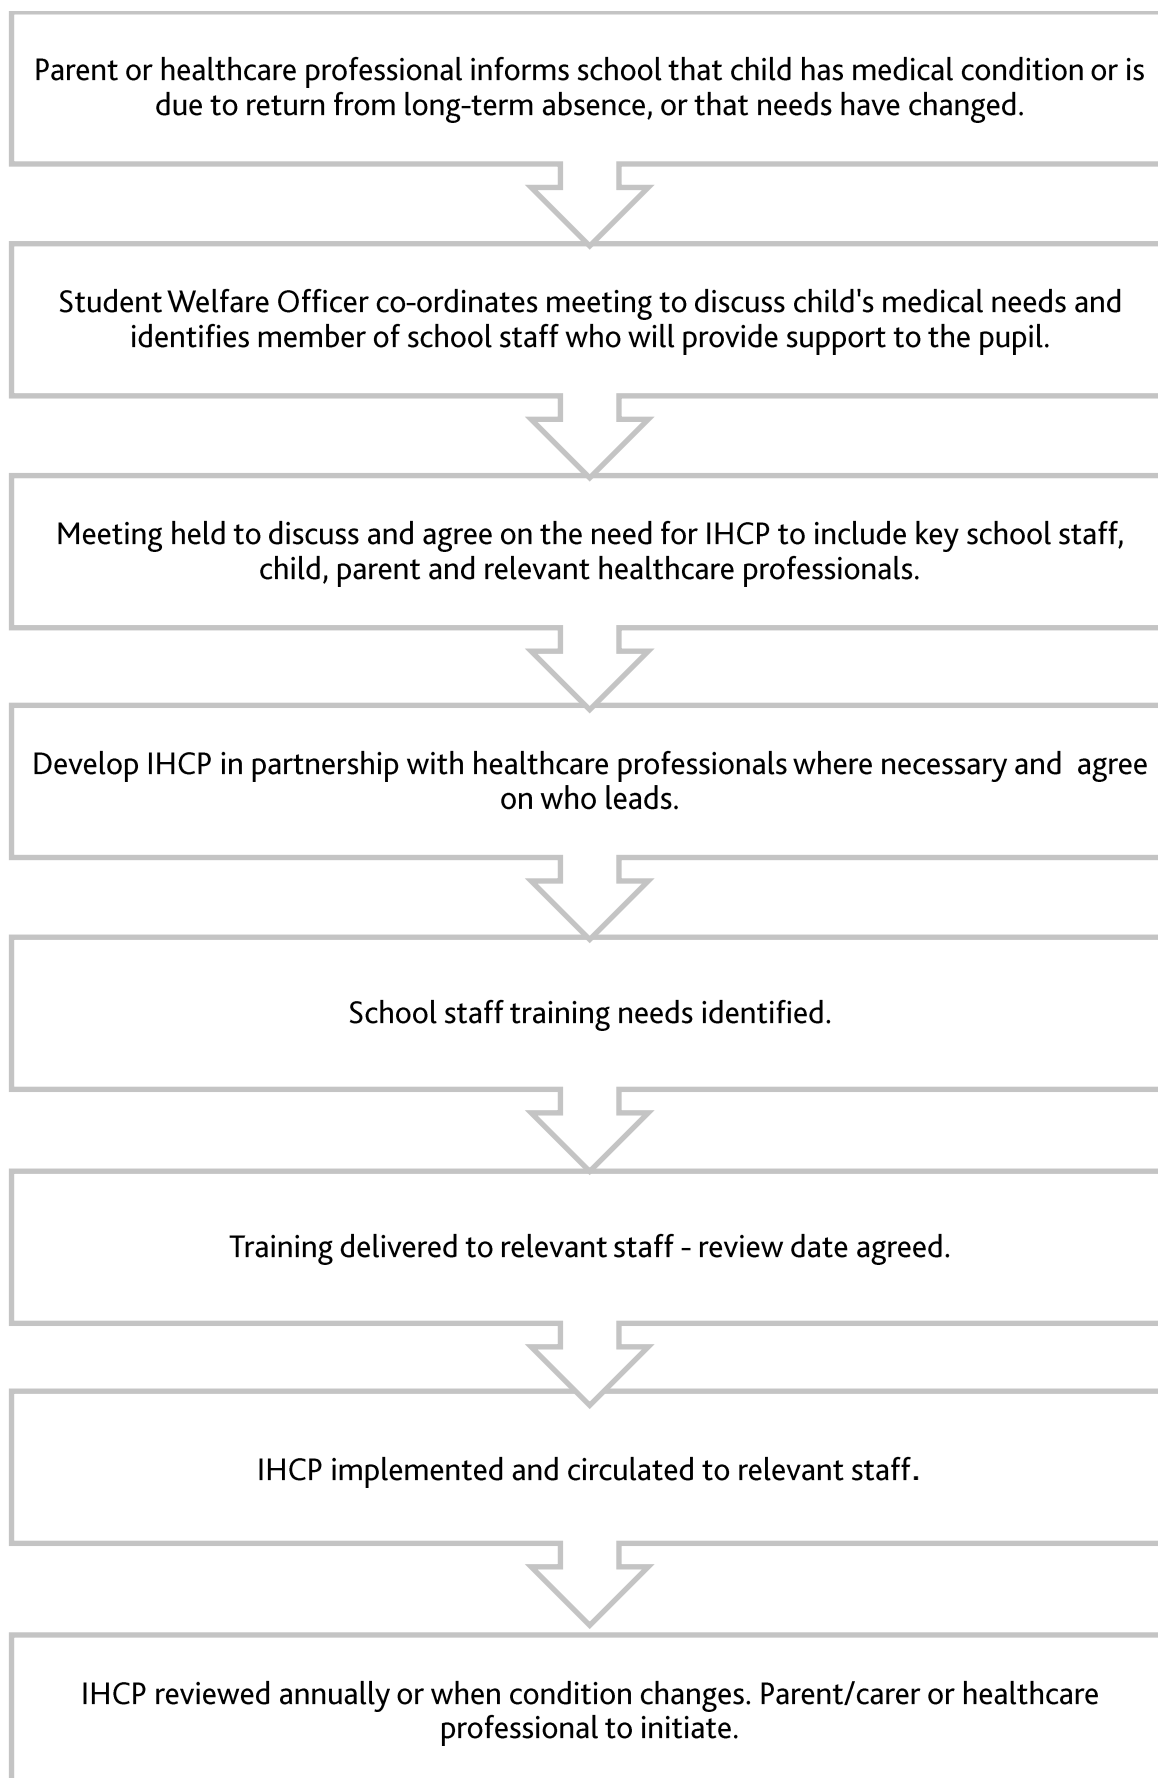 Parent or healthcare professional informs school that child has medical condition or is
due to return from long-term absence, or that needs have changed.
Student Welfare Officer co-ordinates meeting to discuss child's medical needs and
identifies member of school staff who will provide support to the pupil.
Meeting held to discuss and agree on the need for IHCP to include key school staff,
child, parent and relevant healthcare professionals.
Develop IHCP in partnership with healthcare professionals where necessary and  agree
on who leads.
School staff training needs identified.
Training delivered to relevant staff - review date agreed.
IHCP implemented and circulated to relevant staff.
IHCP reviewed annually or when condition changes. Parent/carer or healthcare
professional to initiate.